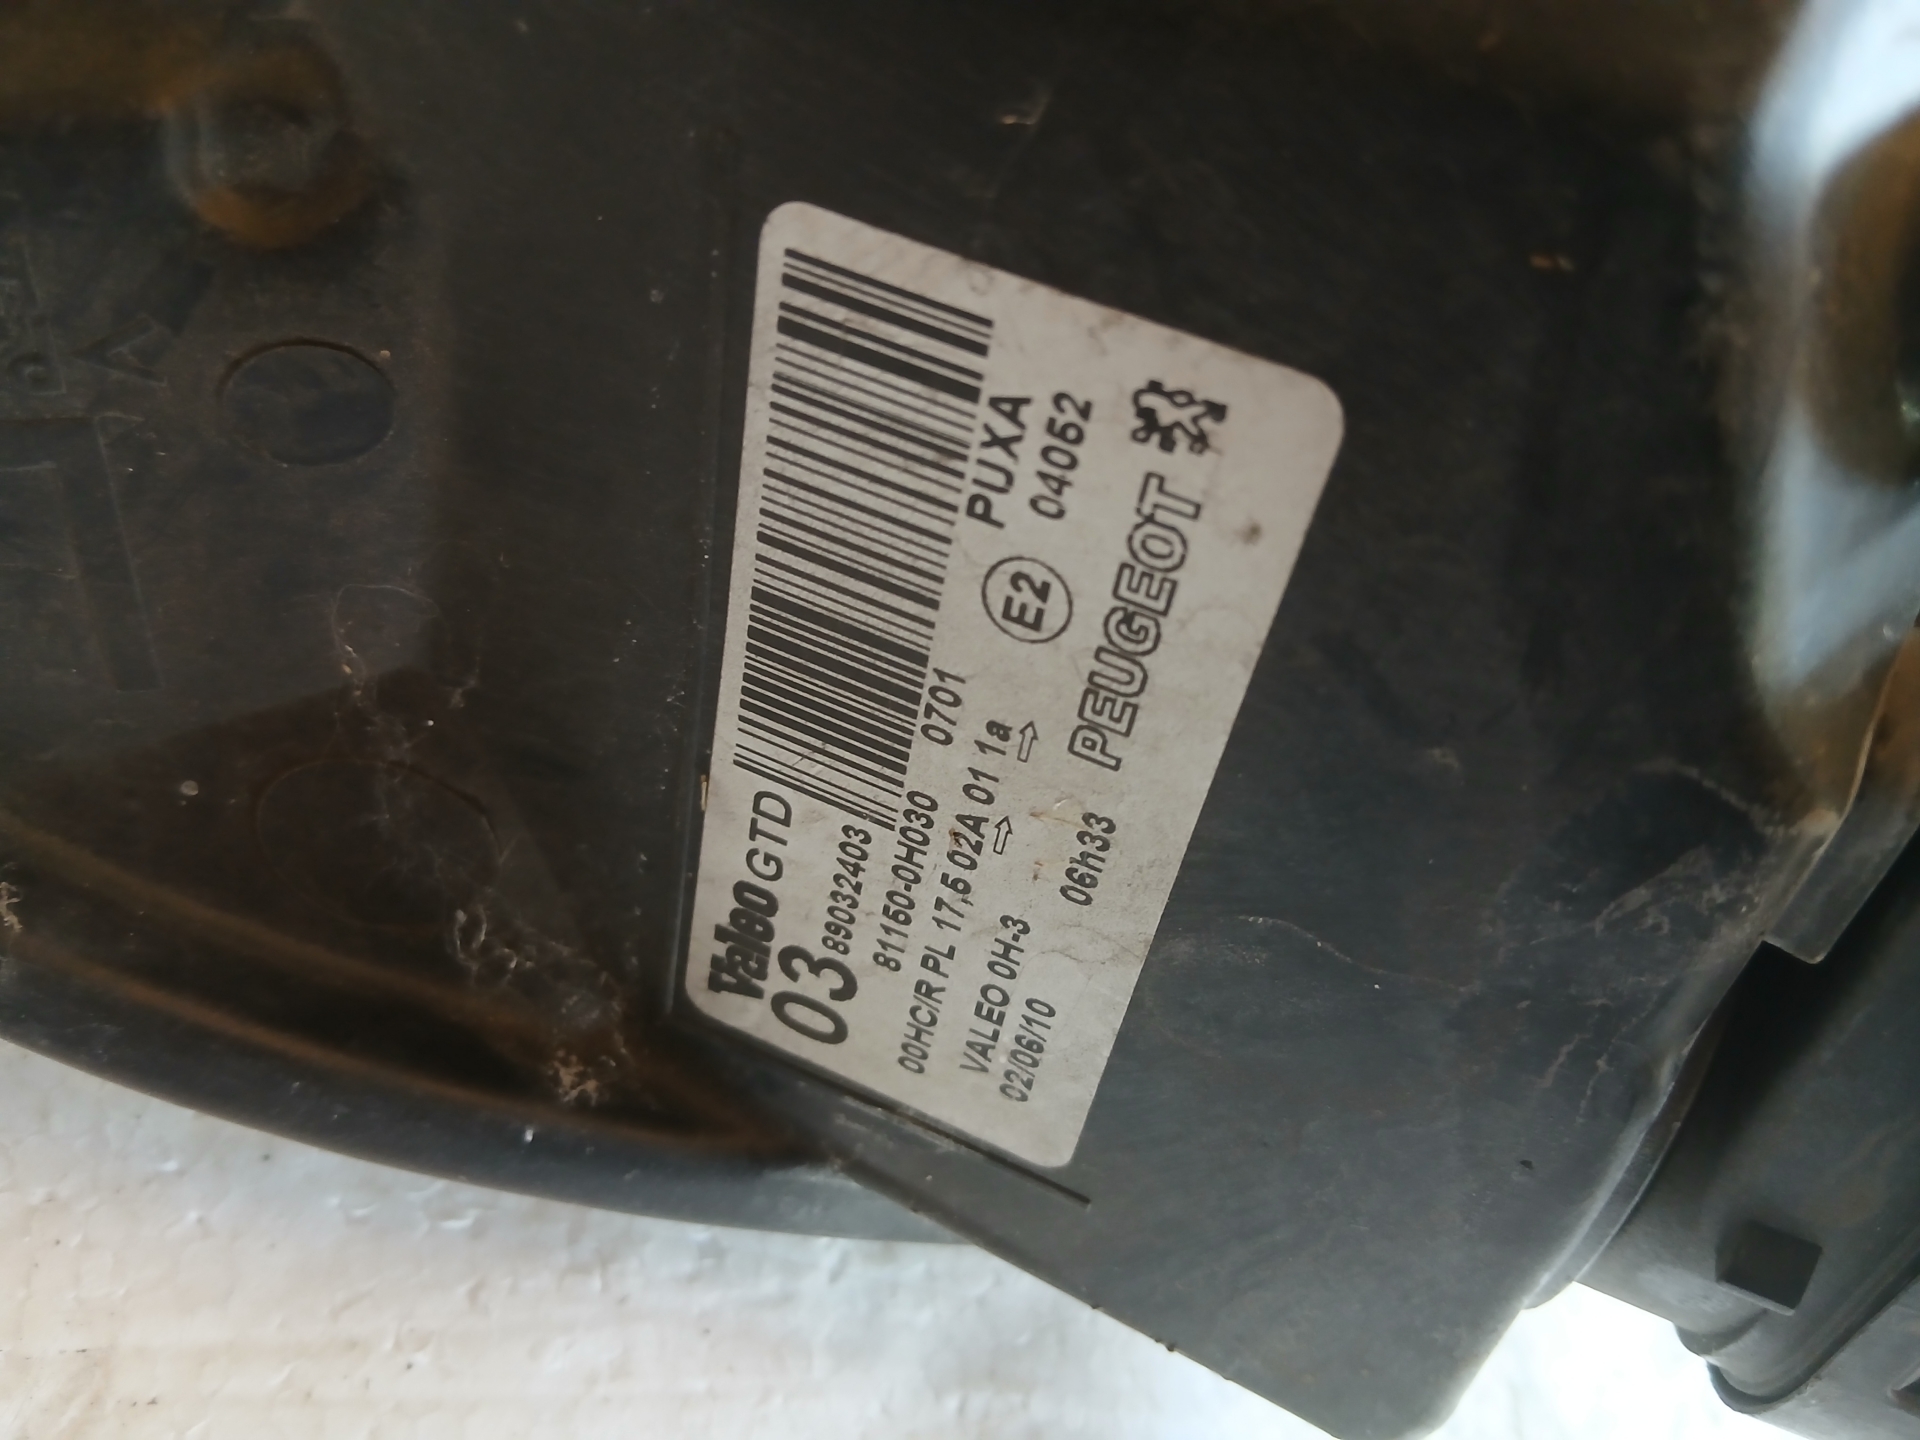 Valeo GTD
03 89032403
81150-0H030 0701 PUXA
00HC/R PL 17,5 02A 01 1a E2 04052
VALEO 0H-3
02/06/10 06h33 PEUGEOT